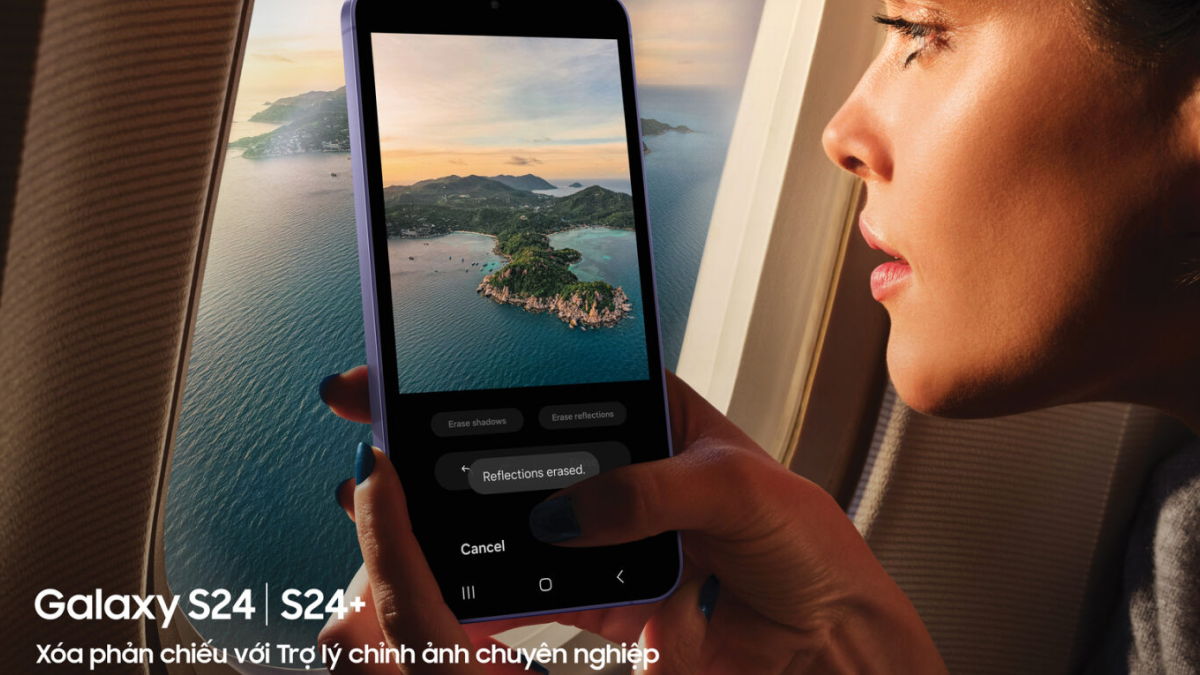 Erase shadows
Erase reflections
Reflections erased.
Cancel
Galaxy S24 | S24+
Xóa phản chiếu với Trợ lý chỉnh ảnh chuyên nghiệp